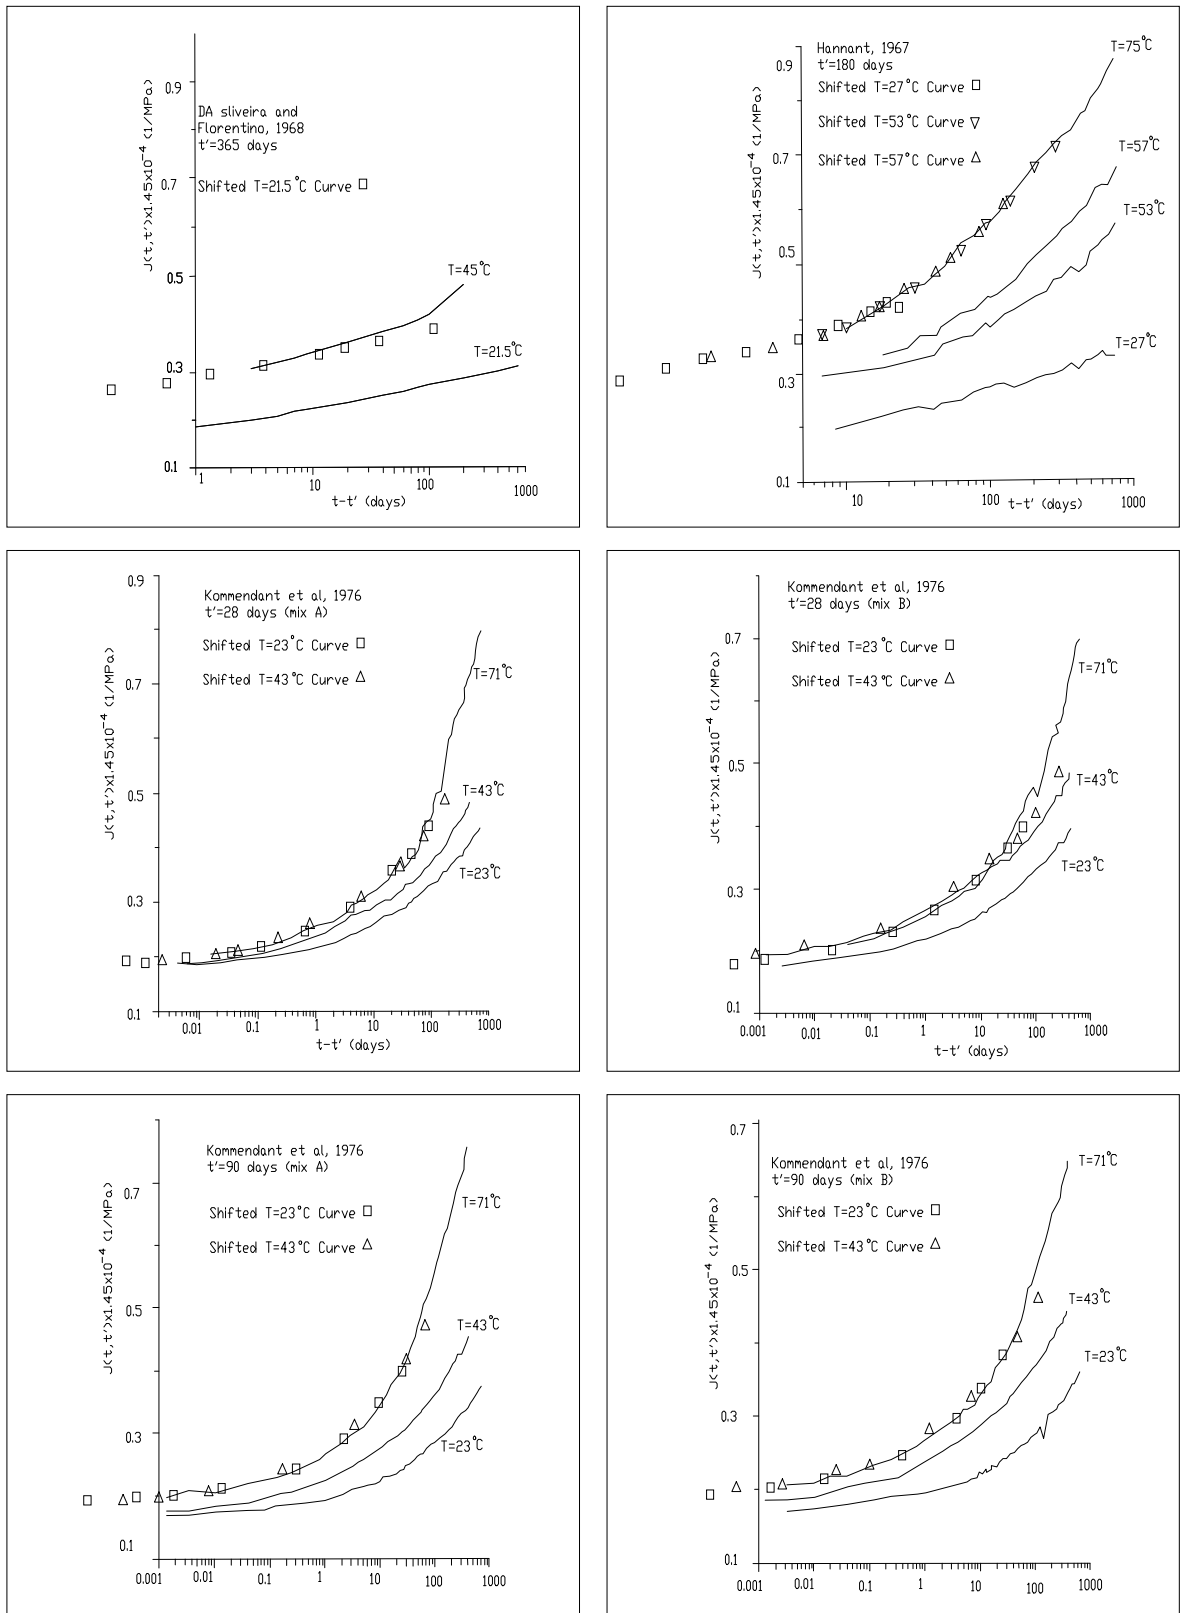 DA sliveira and
Florentino, 1968
t'=365 days
Shifted T=21.5°C Curve
J(t,t')x1.45x10⁻⁴ (1/MPa)
0.9
0.7
0.5
0.3
0.1
T=45°C
T=21.5°C
1 10 100 1000
t-t' (days)
Hannant, 1967
t'=180 days
Shifted T=27°C Curve
Shifted T=53°C Curve
Shifted T=57°C Curve
J(t,t')x1.45x10⁻⁴ (1/MPa)
0.9
0.7
0.5
0.3
0.1
T=75°C
T=57°C
T=53°C
T=27°C
10 100 1000
t-t' (days)
Kommendant et al, 1976
t'=28 days (mix A)
Shifted T=23°C Curve
Shifted T=43°C Curve
J(t,t')x1.45x10⁻⁴ (1/MPa)
0.9
0.7
0.5
0.3
0.1
T=71°C
T=43°C
T=23°C
0.01 0.1 1 10 100 1000
t-t' (days)
Kommendant et al, 1976
t'=28 days (mix B)
Shifted T=23°C Curve
Shifted T=43°C Curve
J(t,t')x1.45x10⁻⁴ (1/MPa)
0.7
0.5
0.3
0.1
T=71°C
T=43°C
T=23°C
0.001 0.01 0.1 1 10 100 1000
t-t' (days)
Kommendant et al, 1976
t'=90 days (mix A)
Shifted T=23°C Curve
Shifted T=43°C Curve
J(t,t')x1.45x10⁻⁴ (1/MPa)
0.7
0.5
0.3
0.1
T=71°C
T=43°C
T=23°C
0.001 0.01 0.1 1 10 100 1000
Kommendant et al, 1976
t'=90 days (mix B)
Shifted T=23°C Curve
Shifted T=43°C Curve
J(t,t')x1.45x10⁻⁴ (1/MPa)
0.7
0.5
0.3
0.1
T=71°C
T=43°C
T=23°C
0.001 0.01 0.1 1 10 100 1000